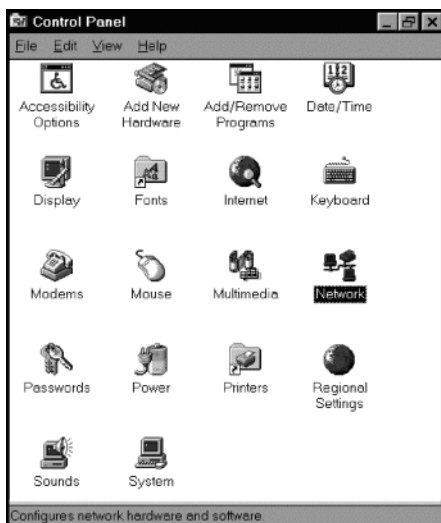 Control Panel
File Edit View Help
Accessibility Options
Add New Hardware
Add/Remove Programs
Date/Time
Display
Fonts
Internet
Keyboard
Modems
Mouse
Multimedia
Network
Passwords
Power
Printers
Regional Settings
Sounds
System
Configures network hardware and software.